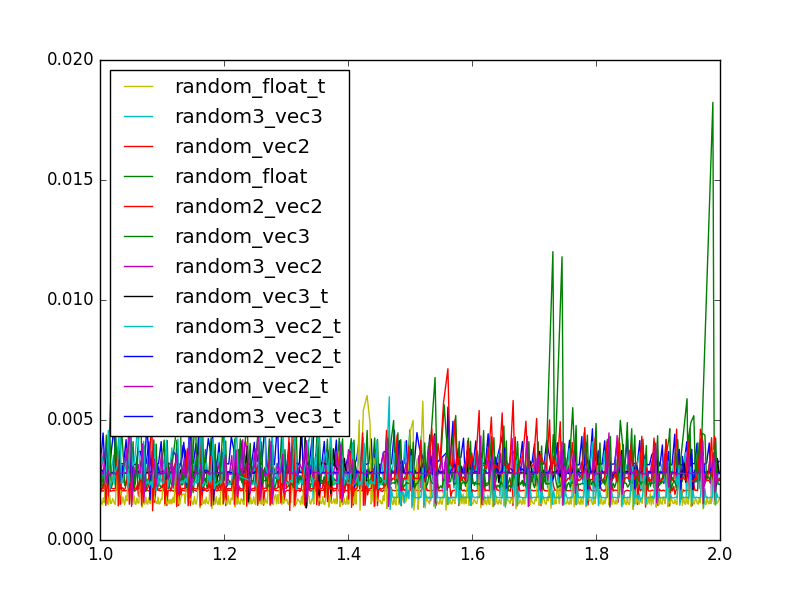 0.020
0.015
0.010
0.005
0.000
random_float_t
random3_vec3
random_vec2
random_float
random2_vec2
random_vec3
random3_vec2
random_vec3_t
random3_vec2_t
random2_vec2_t
random_vec2_t
random3_vec3_t
1.0 1.2 1.4 1.6 1.8 2.0